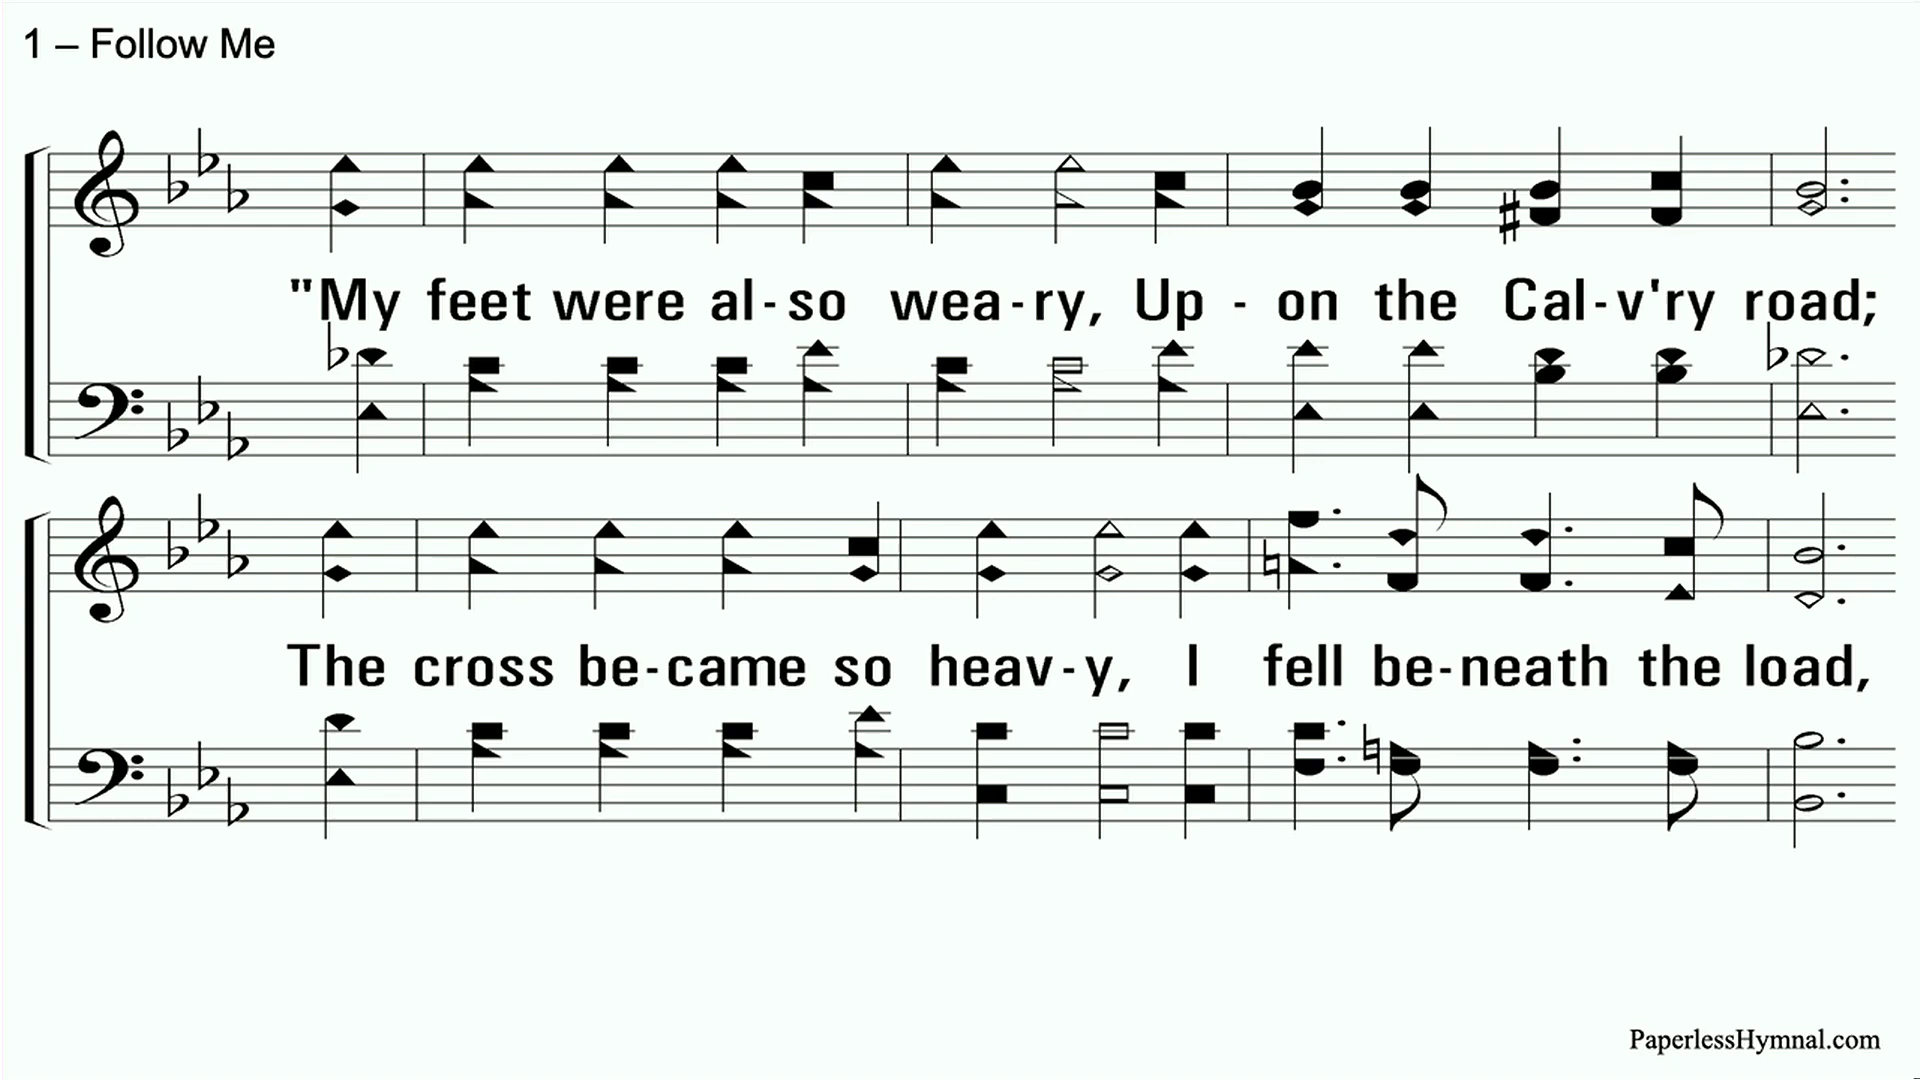 1 – Follow Me
"My feet were al-so wea-ry, Up - on the Cal-v'ry road;
The cross be-came so heav-y, I fell be-neath the load,
PaperlessHymnal.com